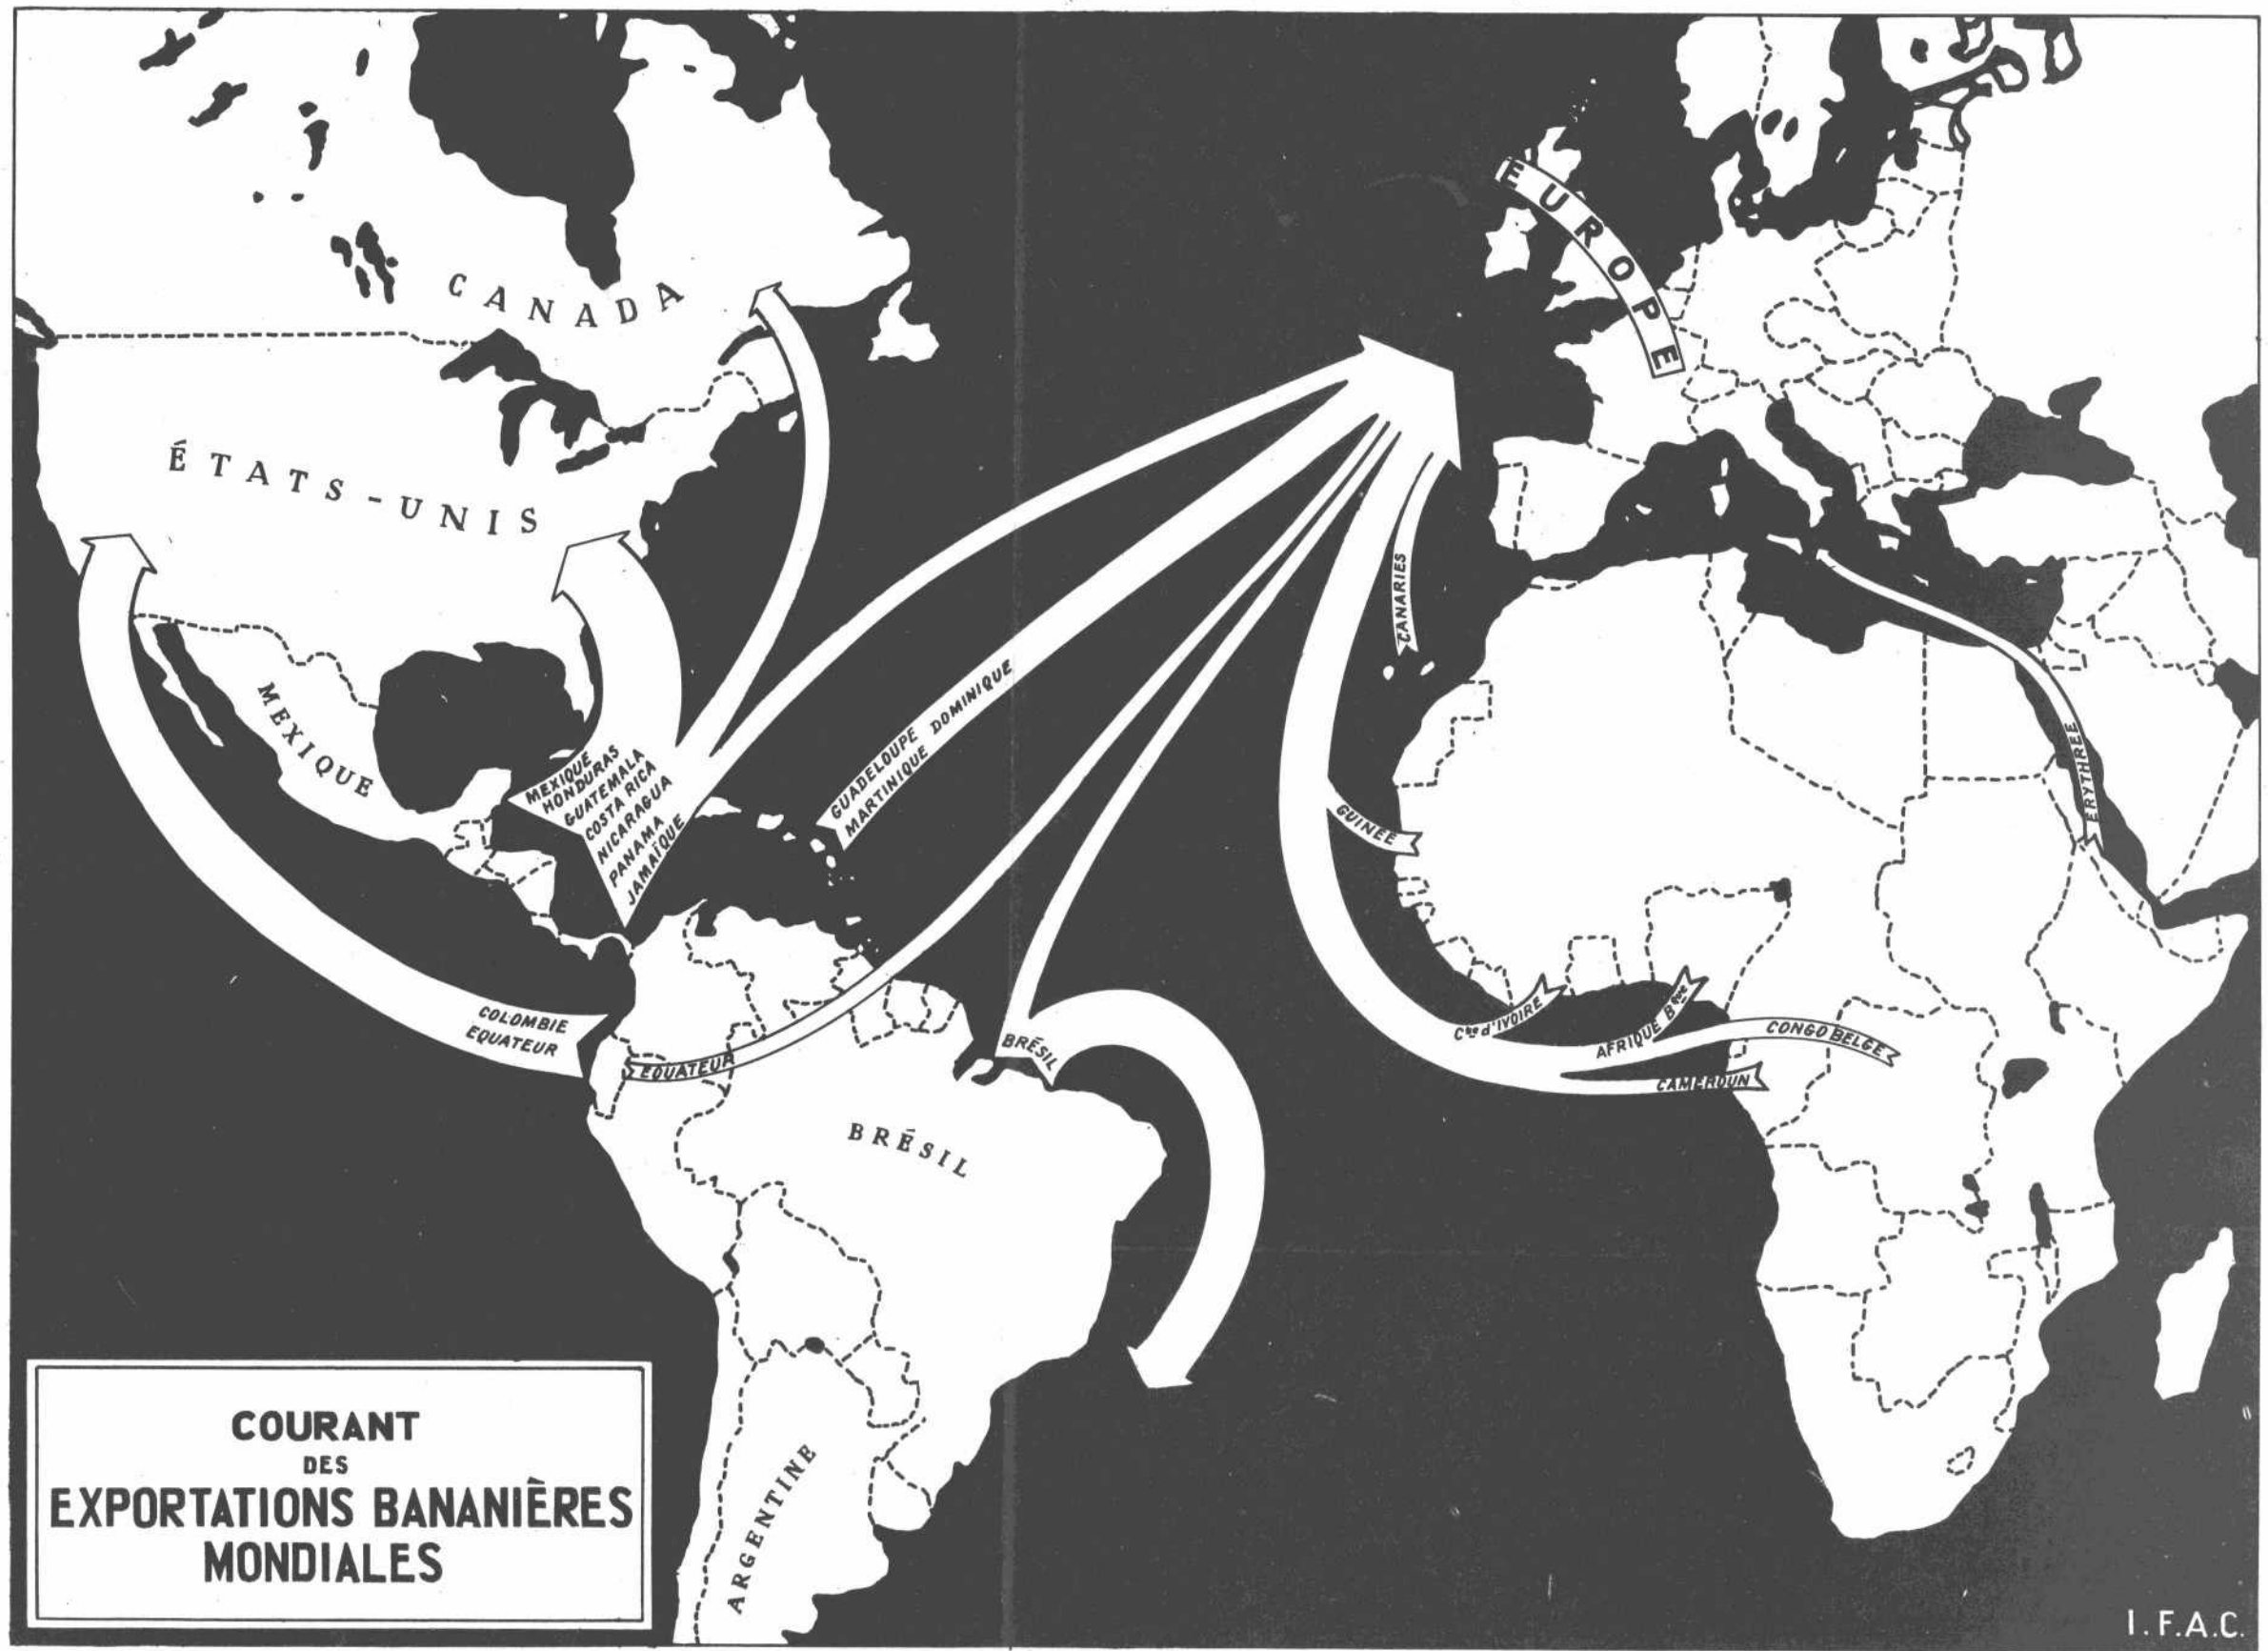 EUROPE
CANADA
ÉTATS-UNIS
MEXIQUE
MEXIQUE
HONDURAS
GUATEMALA
COSTA RICA
NICARAGUA
PANAMA
JAMAÏQUE
GUADELOUPE DOMINIQUE
MARTINIQUE
CANARIES
GUINÉE
ERYTHRÉE
COLOMBIE
EQUATEUR
EQUATEUR
BRÉSIL
Cte d'IVOIRE
AFRIQUE Bque
CONGO BELGE
CAMEROUN
BRÉSIL
ARGENTINE
COURANT
DES
EXPORTATIONS BANANIÈRES
MONDIALES
I.F.A.C.